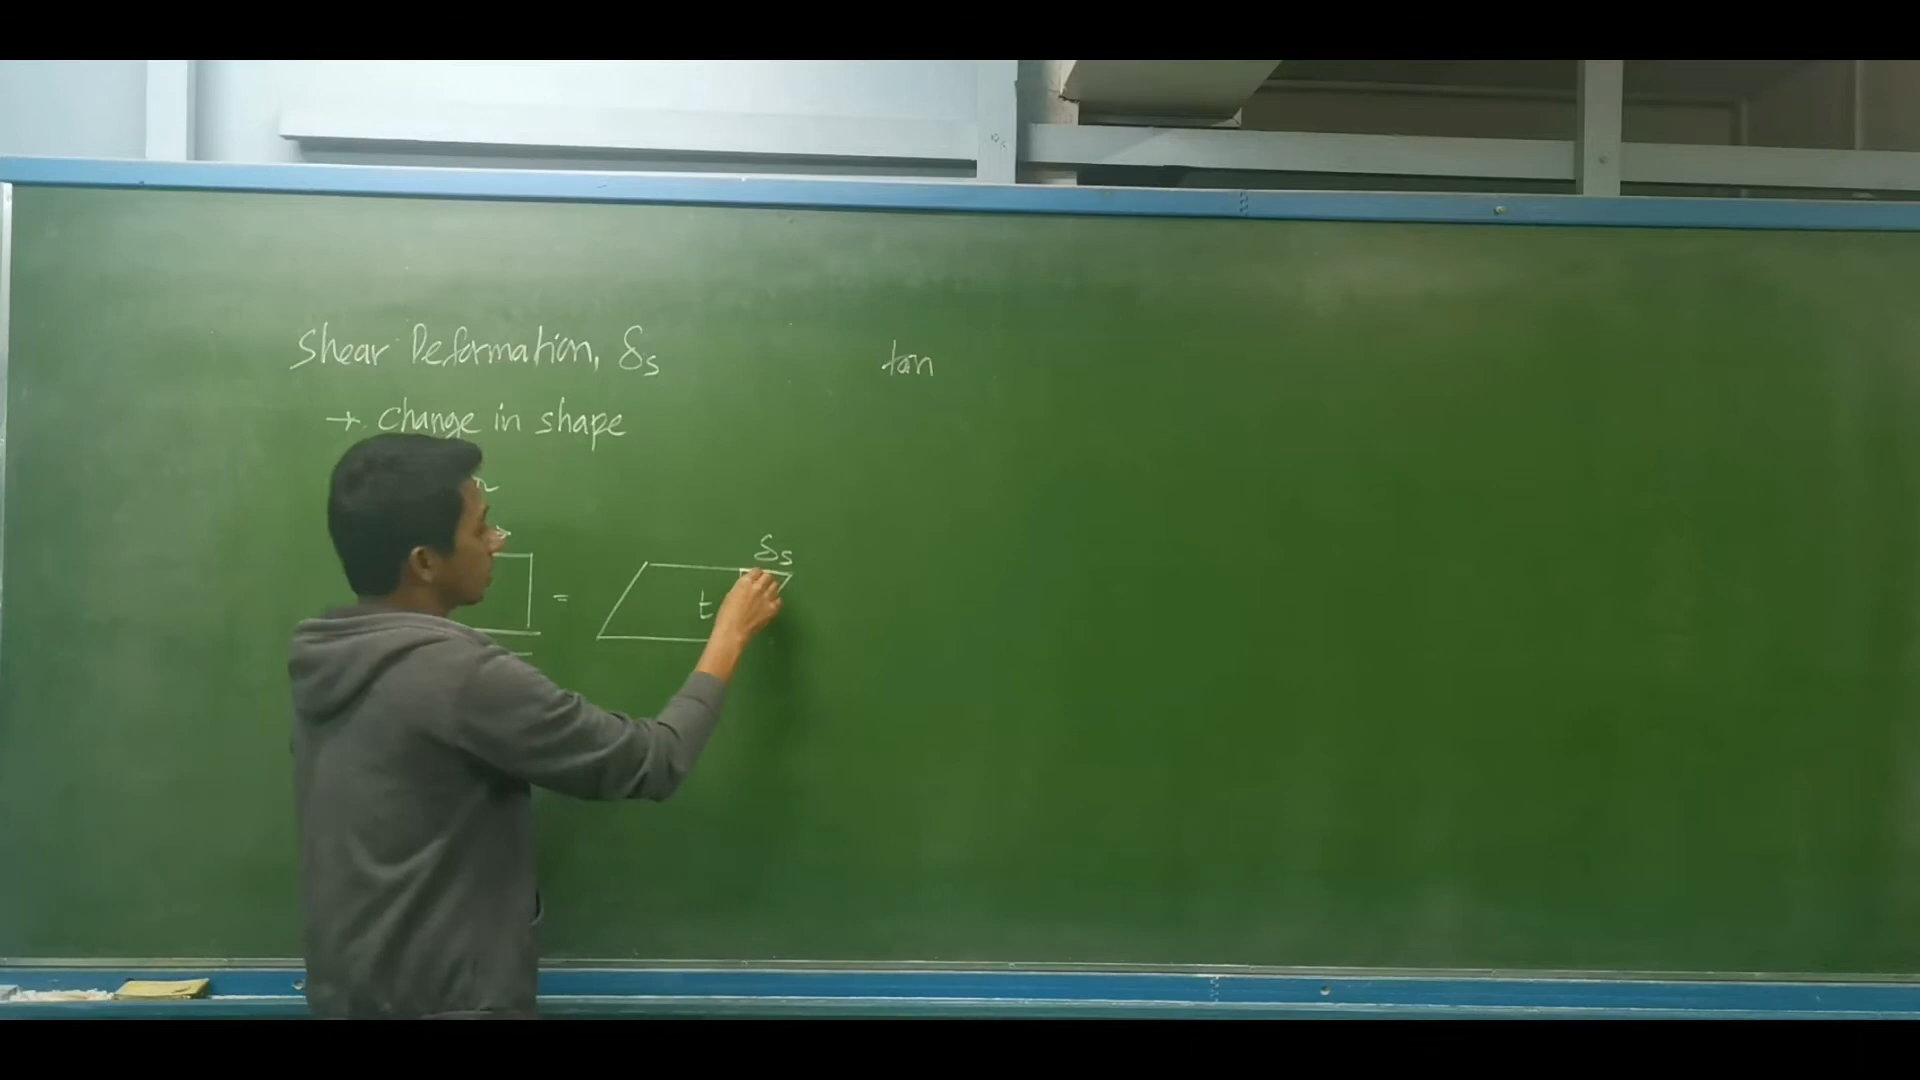 Shear Deformation, δs
tan
→ Change in shape
δs
=
t